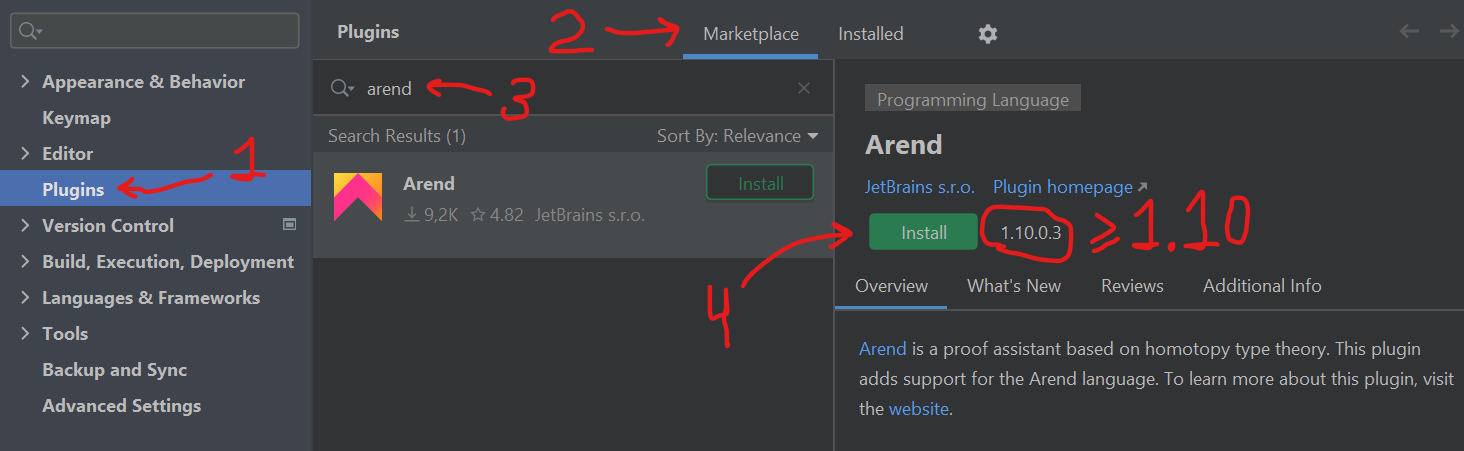 Plugins
2
Marketplace
Installed
Appearance & Behavior
Keymap
Editor
1
Plugins
Version Control
Build, Execution, Deployment
Languages & Frameworks
Tools
Backup and Sync
Advanced Settings
arend
3
Search Results (1)
Sort By: Relevance
Arend
Install
9,2K 4.82 JetBrains s.r.o.
Programming Language
Arend
JetBrains s.r.o. Plugin homepage
4
Install 1.10.0.3 ⩾1.10
Overview What's New Reviews Additional Info
Arend is a proof assistant based on homotopy type theory. This plugin
adds support for the Arend language. To learn more about this plugin, visit
the website.